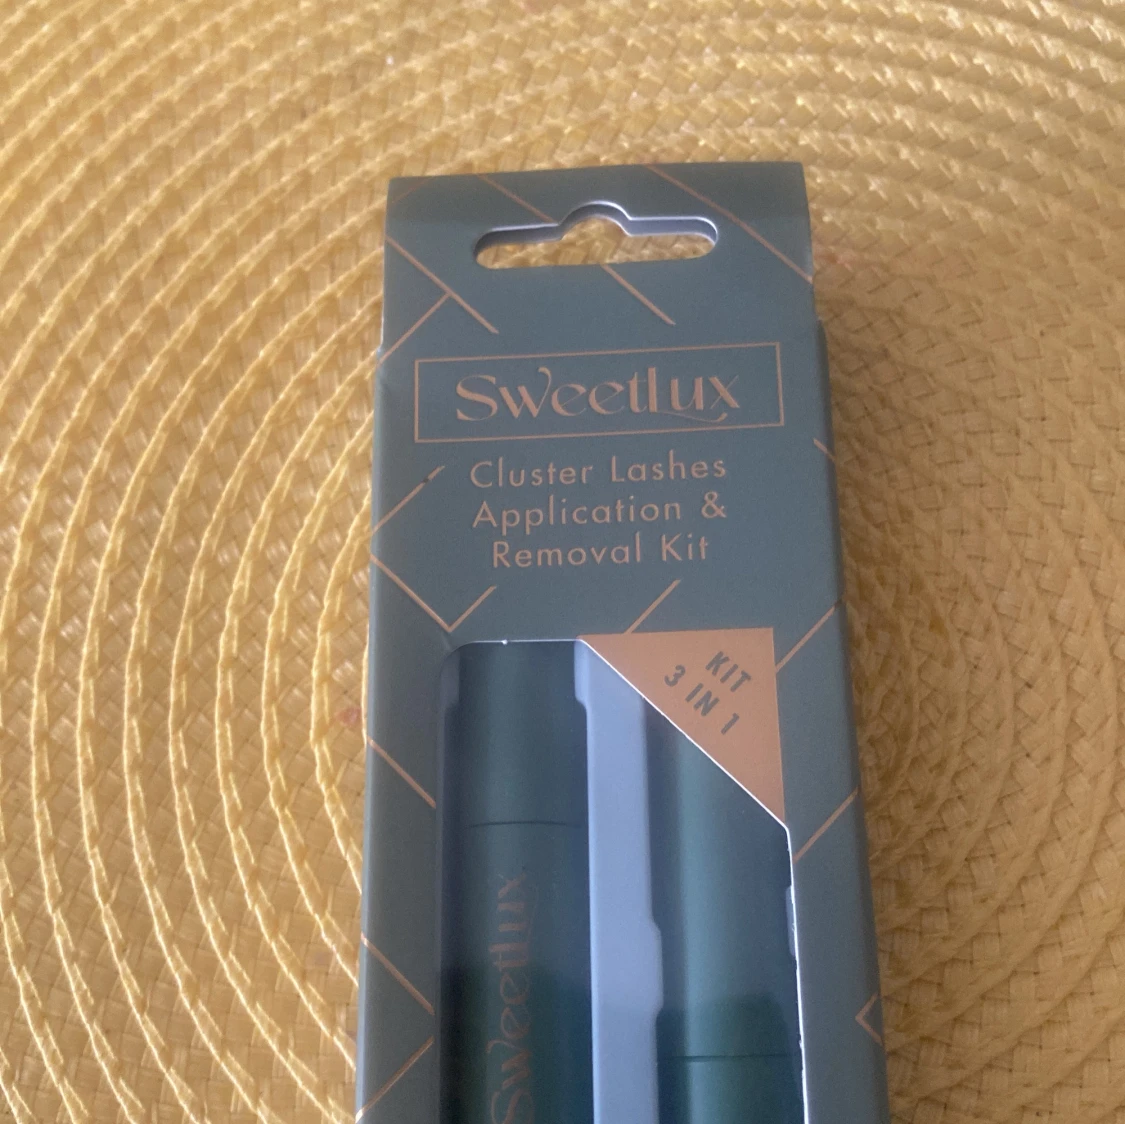 Sweetlux
Cluster Lashes
Application &
Removal Kit
KIT
3 IN 1
Sweetlux